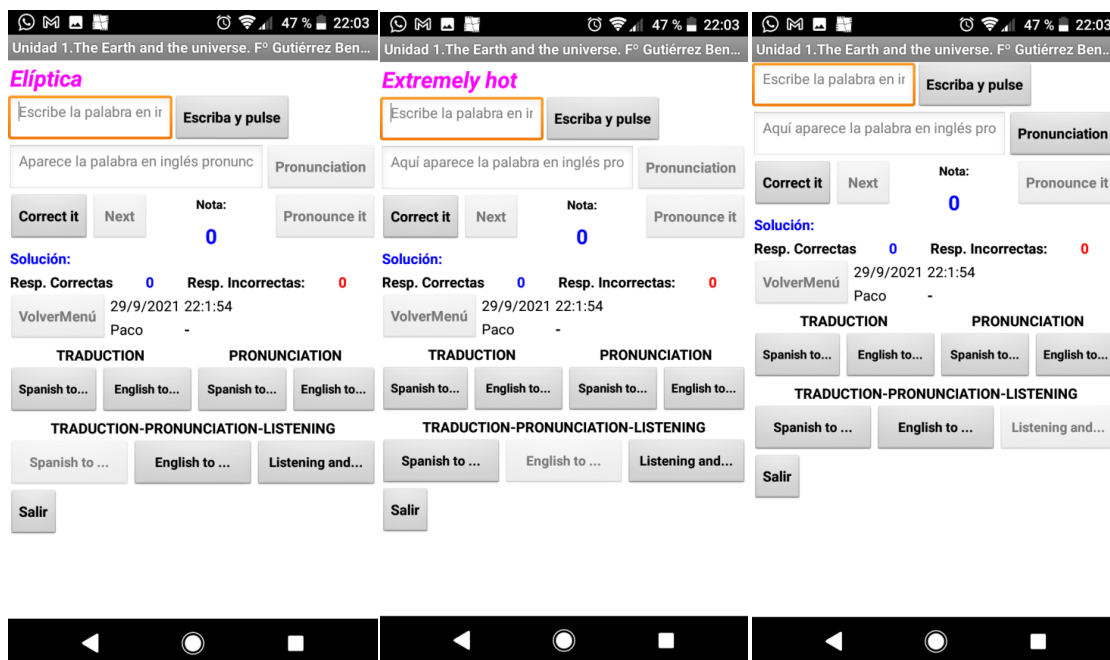 47 % 22:03
Unidad 1.The Earth and the universe. Fº Gutiérrez Ben...
Elíptica
Escribe la palabra en ir
Escriba y pulse
Aparece la palabra en inglés pronunc
Pronunciation
Correct it
Next
Nota:
0
Pronounce it
Solución:
Resp. Correctas 0 Resp. Incorrectas: 0
VolverMenú
29/9/2021 22:1:54
Paco -
TRADUCTION PRONUNCIATION
Spanish to... English to... Spanish to... English to...
TRADUCTION-PRONUNCIATION-LISTENING
Spanish to ... English to ... Listening and...
Salir
47 % 22:03
Unidad 1.The Earth and the universe. Fº Gutiérrez Ben...
Extremely hot
Escribe la palabra en ir
Escriba y pulse
Aquí aparece la palabra en inglés pro
Pronunciation
Correct it
Next
Nota:
0
Pronounce it
Solución:
Resp. Correctas 0 Resp. Incorrectas: 0
VolverMenú
29/9/2021 22:1:54
Paco -
TRADUCTION PRONUNCIATION
Spanish to... English to... Spanish to... English to...
TRADUCTION-PRONUNCIATION-LISTENING
Spanish to ... English to ... Listening and...
Salir
47 % 22:03
Unidad 1.The Earth and the universe. Fº Gutiérrez Ben...
Escribe la palabra en ir
Escriba y pulse
Aquí aparece la palabra en inglés pro
Pronunciation
Correct it
Next
Nota:
0
Pronounce it
Solución:
Resp. Correctas 0 Resp. Incorrectas: 0
VolverMenú
29/9/2021 22:1:54
Paco -
TRADUCTION PRONUNCIATION
Spanish to... English to... Spanish to... English to...
TRADUCTION-PRONUNCIATION-LISTENING
Spanish to ... English to ... Listening and...
Salir